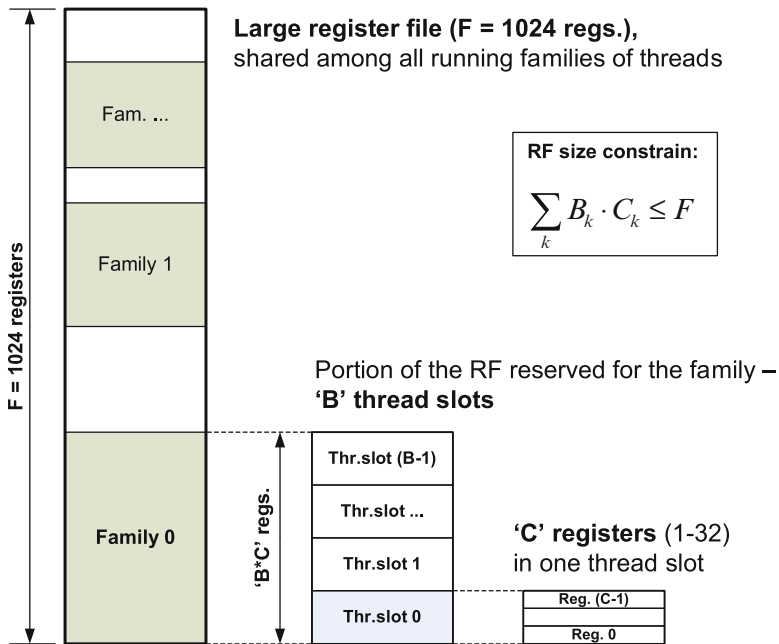 Large register file (F = 1024 regs.),
shared among all running families of threads
Fam. ...
RF size constrain:
∑ B_k · C_k ≤ F
k
Family 1
F = 1024 registers
Portion of the RF reserved for the family –
‘B’ thread slots
Thr.slot (B-1)
Thr.slot ...
Thr.slot 1
Thr.slot 0
‘B*C’ regs.
Family 0
‘C’ registers (1-32)
in one thread slot
Reg. (C-1)
Reg. 0